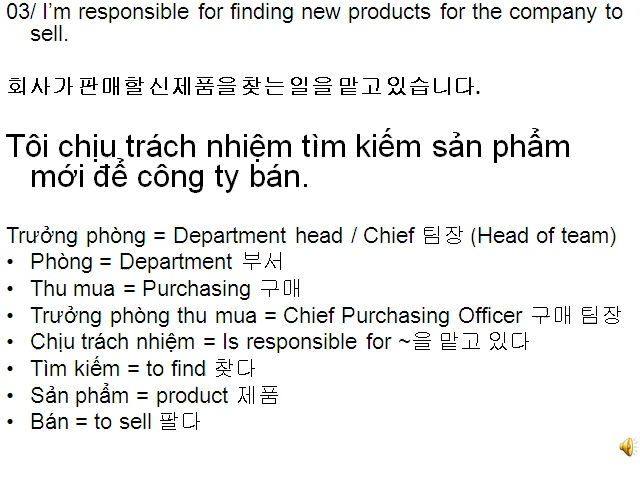 03/ I'm responsible for finding new products for the company to
sell.
회사가 판매할 신제품을 찾는 일을 맡고 있습니다.
Tôi chịu trách nhiệm tìm kiếm sản phẩm
mới để công ty bán.
Trưởng phòng = Department head / Chief 팀장 (Head of team)
• Phòng = Department 부서
• Thu mua = Purchasing 구매
• Trưởng phòng thu mua = Chief Purchasing Officer 구매 팀장
• Chịu trách nhiệm = Is responsible for ~을 맡고 있다
• Tìm kiếm = to find 찾다
• Sản phẩm = product 제품
• Bán = to sell 팔다